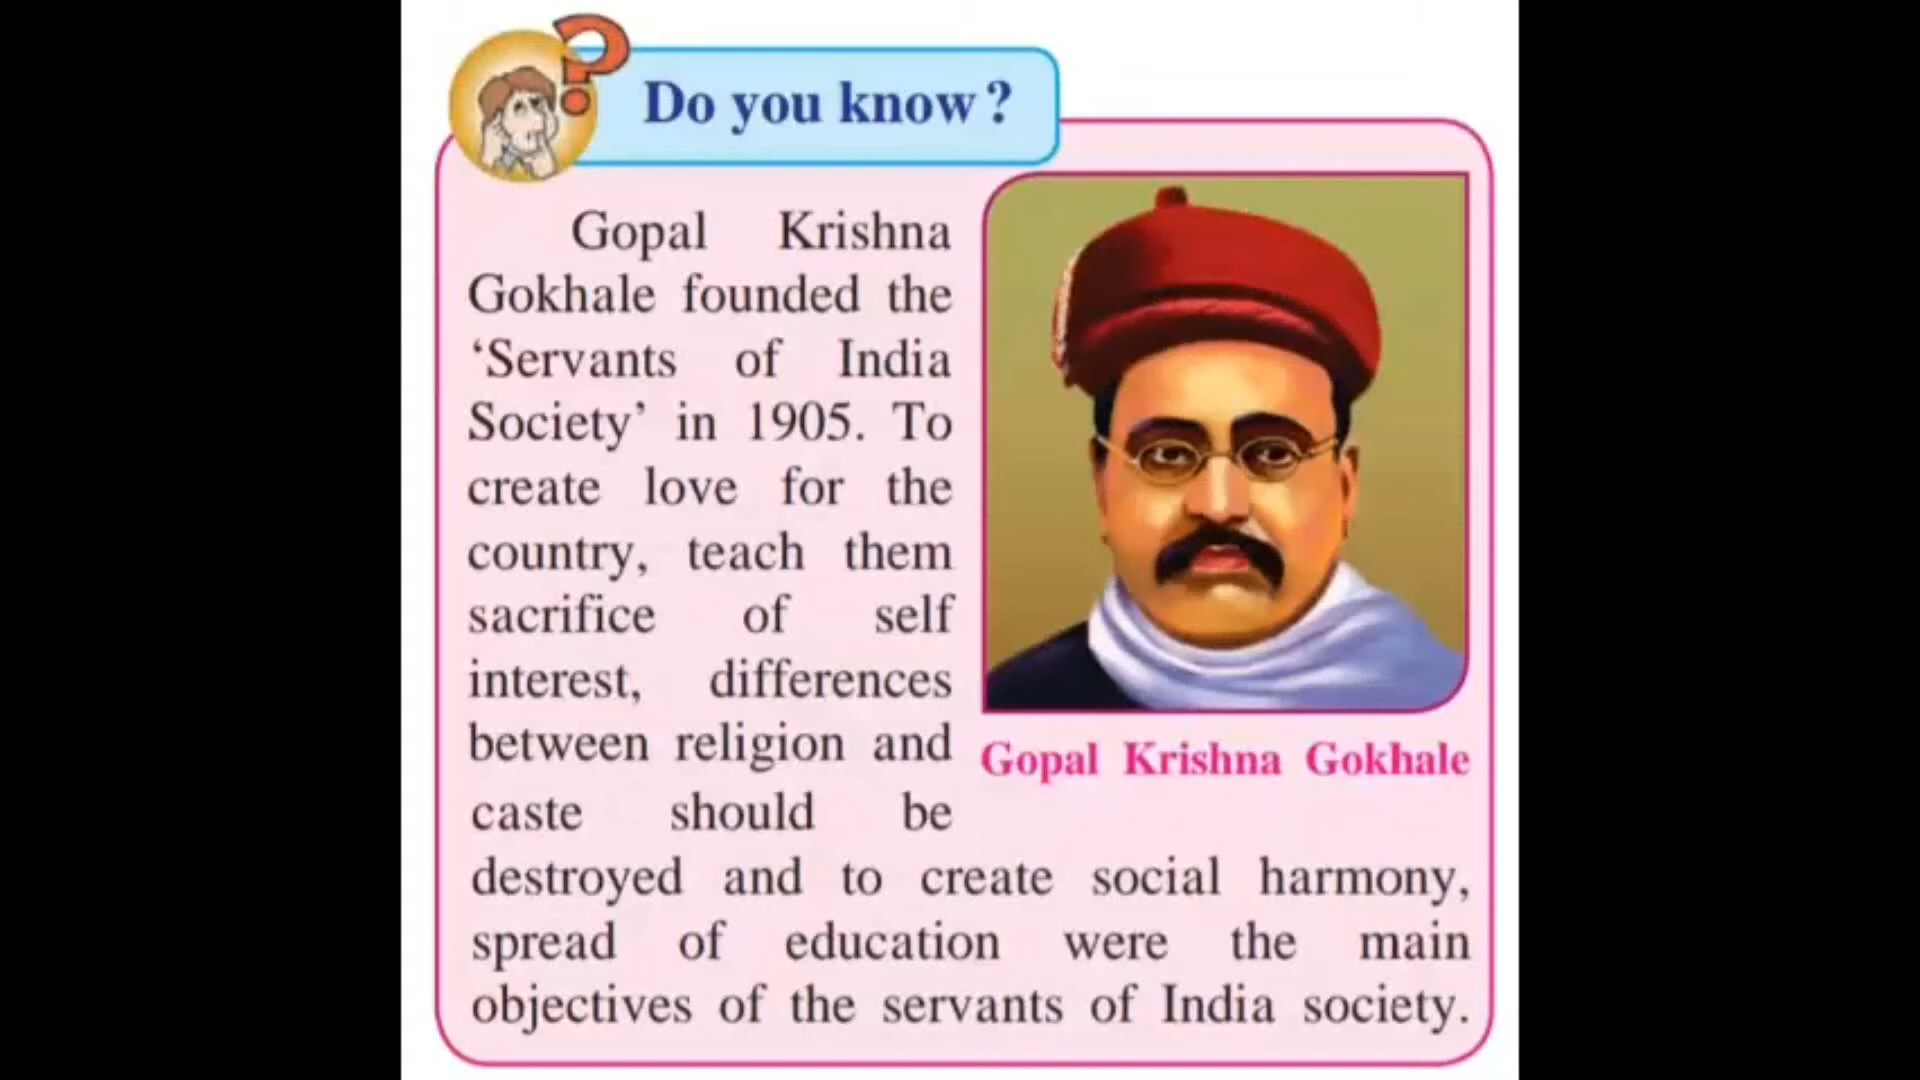 Do you know?
Gopal Krishna
Gokhale founded the
‘Servants of India
Society’ in 1905. To
create love for the
country, teach them
sacrifice of self
interest, differences
between religion and
caste should be
destroyed and to create social harmony,
spread of education were the main
objectives of the servants of India society.
Gopal Krishna Gokhale